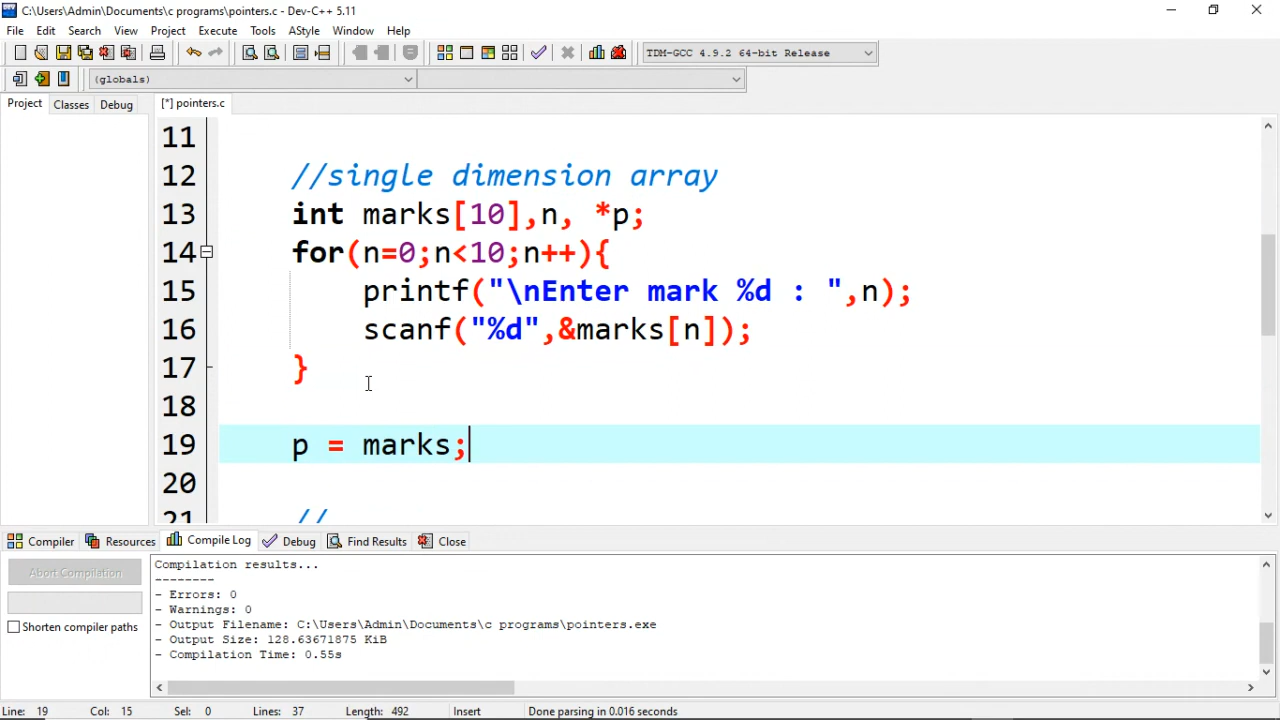 C:\Users\Admin\Documents\c programs\pointers.c - Dev-C++ 5.11
File Edit Search View Project Execute Tools AStyle Window Help
TDM-GCC 4.9.2 64-bit Release
(globals)
Project Classes Debug [*] pointers.c
11
12 //single dimension array
13 int marks[10],n, *p;
14 for(n=0;n<10;n++){
15 printf("\nEnter mark %d : ",n);
16 scanf("%d",&marks[n]);
17 }
18
19 p = marks;
20
21 //
Compiler Resources Compile Log Debug Find Results Close
Abort Compilation
Shorten compiler paths
Compilation results...
--------
- Errors: 0
- Warnings: 0
- Output Filename: C:\Users\Admin\Documents\c programs\pointers.exe
- Output Size: 128.63671875 KiB
- Compilation Time: 0.55s
Line: 19 Col: 15 Sel: 0 Lines: 37 Length: 492 Insert Done parsing in 0.016 seconds